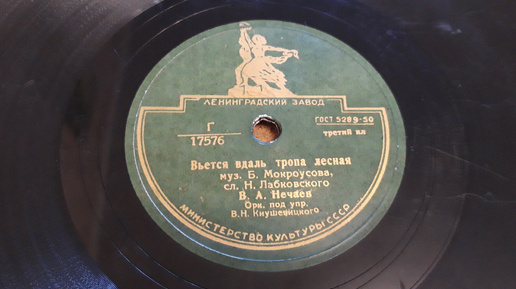 ЛЕНИНГРАДСКИЙ ЗАВОД
Г
17576
ГОСТ 5289-50
третий кл
Вьется вдаль тропа лесная
муз. Б. Мокроусова,
сл. Н. Лабковского
В. А. Нечаев
Орк. под упр.
В. Н. Кнушевицкого
МИНИСТЕРСТВО КУЛЬТУРЫ СССР